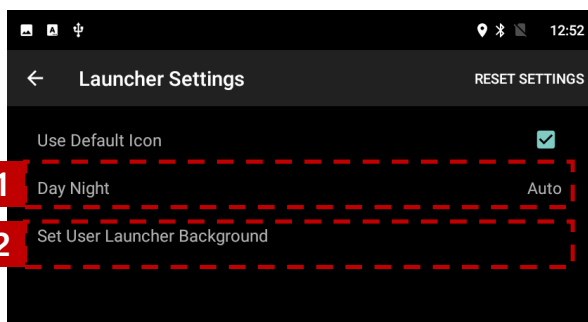 A 12:52
Launcher Settings RESET SETTINGS
Use Default Icon
1 Day Night Auto
2 Set User Launcher Background